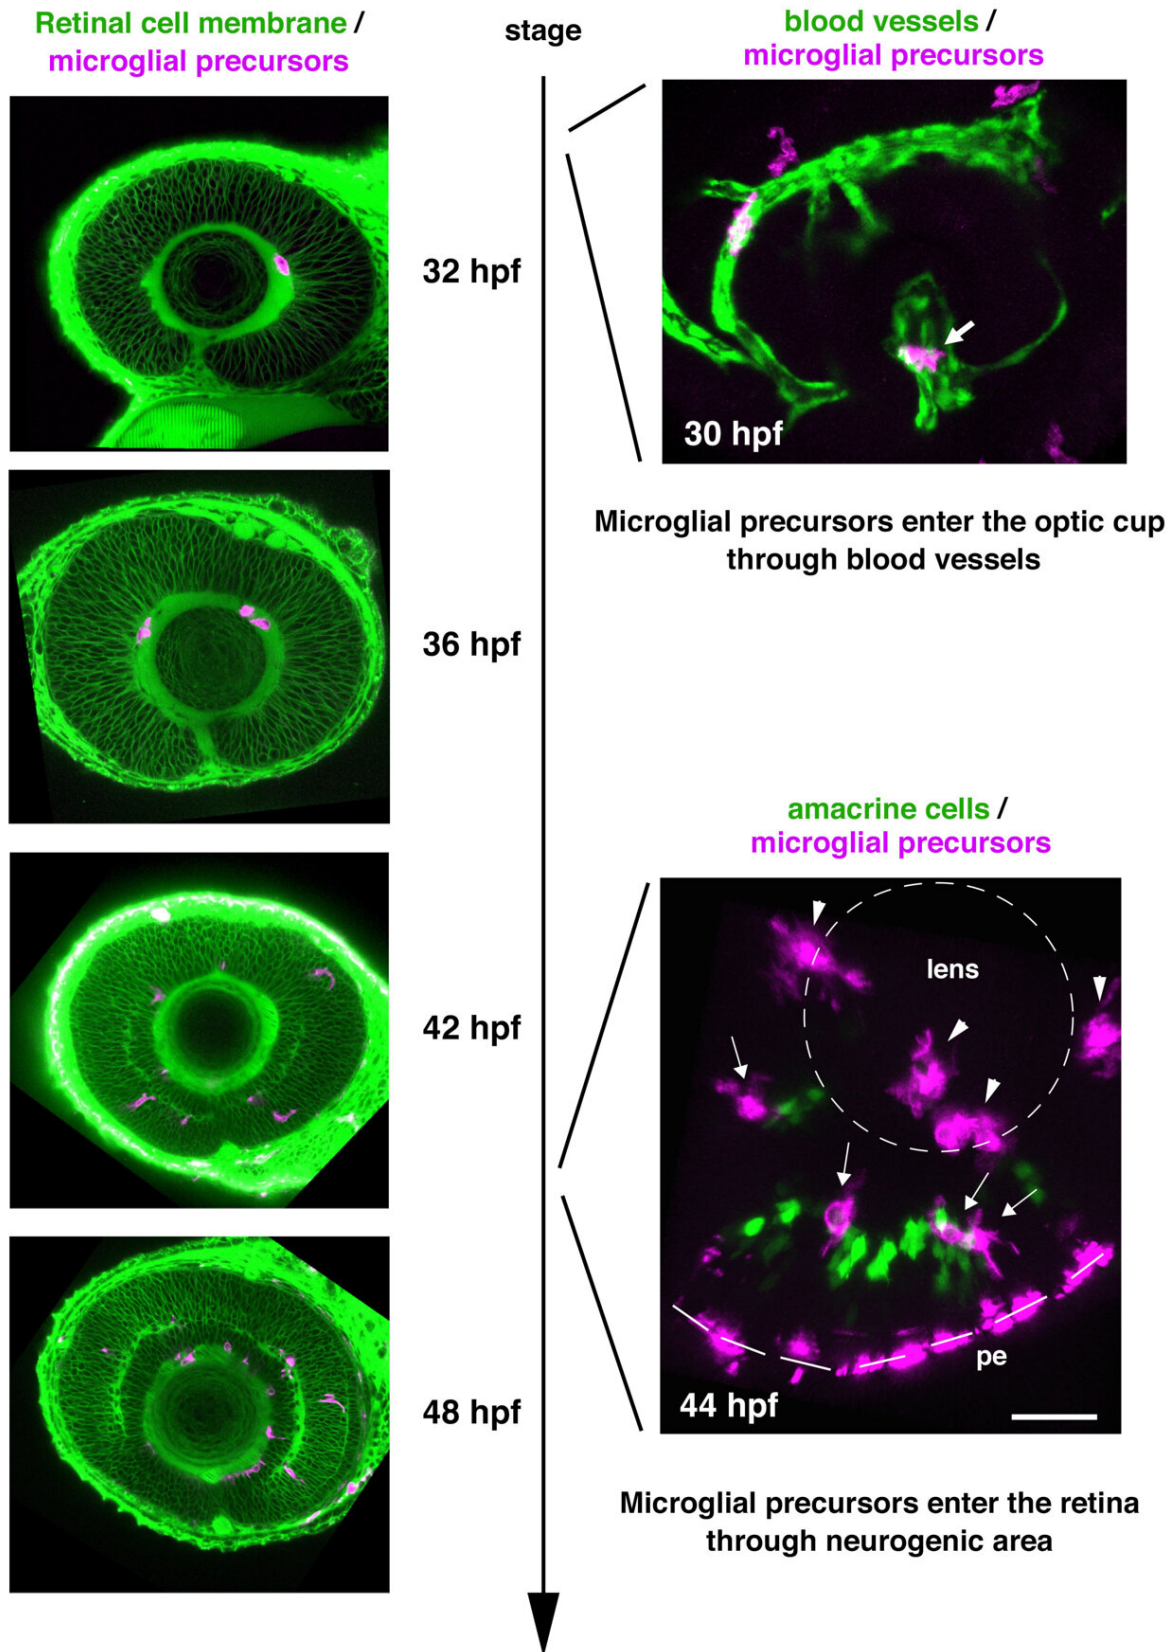 Retinal cell membrane /
microglial precursors
stage
blood vessels /
microglial precursors
30 hpf
Microglial precursors enter the optic cup
through blood vessels
32 hpf
36 hpf
42 hpf
48 hpf
amacrine cells /
microglial precursors
lens
pe
44 hpf
Microglial precursors enter the retina
through neurogenic area